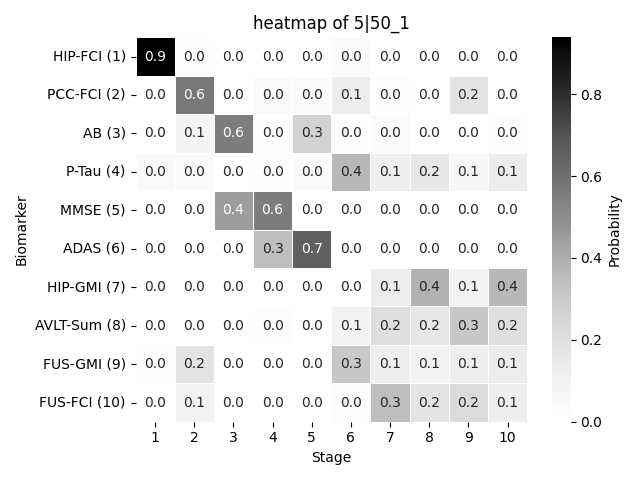 heatmap of 5|50_1
HIP-FCI (1) 0.9 0.0 0.0 0.0 0.0 0.0 0.0 0.0 0.0 0.0
PCC-FCI (2) 0.0 0.6 0.0 0.0 0.0 0.1 0.0 0.0 0.2 0.0
AB (3) 0.0 0.1 0.6 0.0 0.3 0.0 0.0 0.0 0.0 0.0
P-Tau (4) 0.0 0.0 0.0 0.0 0.0 0.4 0.1 0.2 0.1 0.1
MMSE (5) 0.0 0.0 0.4 0.6 0.0 0.0 0.0 0.0 0.0 0.0
ADAS (6) 0.0 0.0 0.0 0.3 0.7 0.0 0.0 0.0 0.0 0.0
HIP-GMI (7) 0.0 0.0 0.0 0.0 0.0 0.0 0.1 0.4 0.1 0.4
AVLT-Sum (8) 0.0 0.0 0.0 0.0 0.0 0.1 0.2 0.2 0.3 0.2
FUS-GMI (9) 0.0 0.2 0.0 0.0 0.0 0.3 0.1 0.1 0.1 0.1
FUS-FCI (10) 0.0 0.1 0.0 0.0 0.0 0.0 0.3 0.2 0.2 0.1
1 2 3 4 5 6 7 8 9 10
Stage
Biomarker
0.8
0.6
0.4
0.2
0.0
Probability